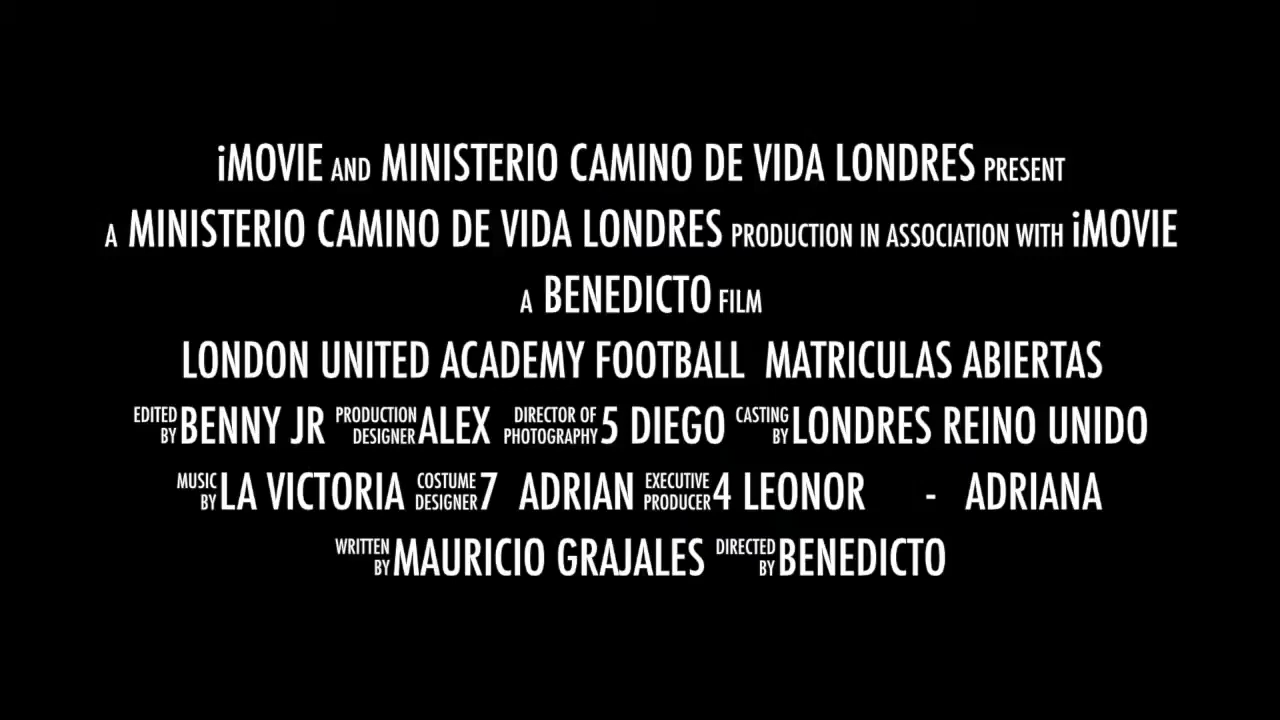 iMOVIE AND MINISTERIO CAMINO DE VIDA LONDRES PRESENT
A MINISTERIO CAMINO DE VIDA LONDRES PRODUCTION IN ASSOCIATION WITH iMOVIE
A BENEDICTO FILM
LONDON UNITED ACADEMY FOOTBALL MATRICULAS ABIERTAS
EDITED BY BENNY JR PRODUCTION DESIGNER ALEX DIRECTOR OF PHOTOGRAPHY 5 DIEGO CASTING BY LONDRES REINO UNIDO
MUSIC BY LA VICTORIA COSTUME DESIGNER 7 ADRIAN EXECUTIVE PRODUCER 4 LEONOR - ADRIANA
WRITTEN BY MAURICIO GRAJALES DIRECTED BY BENEDICTO